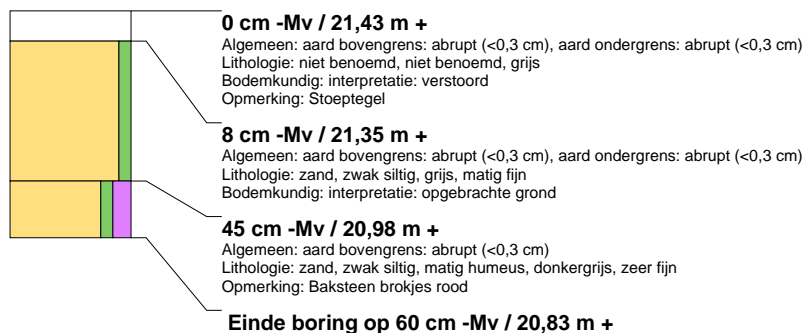 0 cm -Mv / 21,43 m +
Algemeen: aard bovengrens: abrupt (<0,3 cm), aard ondergrens: abrupt (<0,3 cm)
Lithologie: niet benoemd, niet benoemd, grijs
Bodemkundig: interpretatie: verstoord
Opmerking: Stoeptegel
8 cm -Mv / 21,35 m +
Algemeen: aard bovengrens: abrupt (<0,3 cm), aard ondergrens: abrupt (<0,3 cm)
Lithologie: zand, zwak siltig, grijs, matig fijn
Bodemkundig: interpretatie: opgebrachte grond
45 cm -Mv / 20,98 m +
Algemeen: aard bovengrens: abrupt (<0,3 cm)
Lithologie: zand, zwak siltig, matig humeus, donkergrijs, zeer fijn
Opmerking: Baksteen brokjes rood
Einde boring op 60 cm -Mv / 20,83 m +